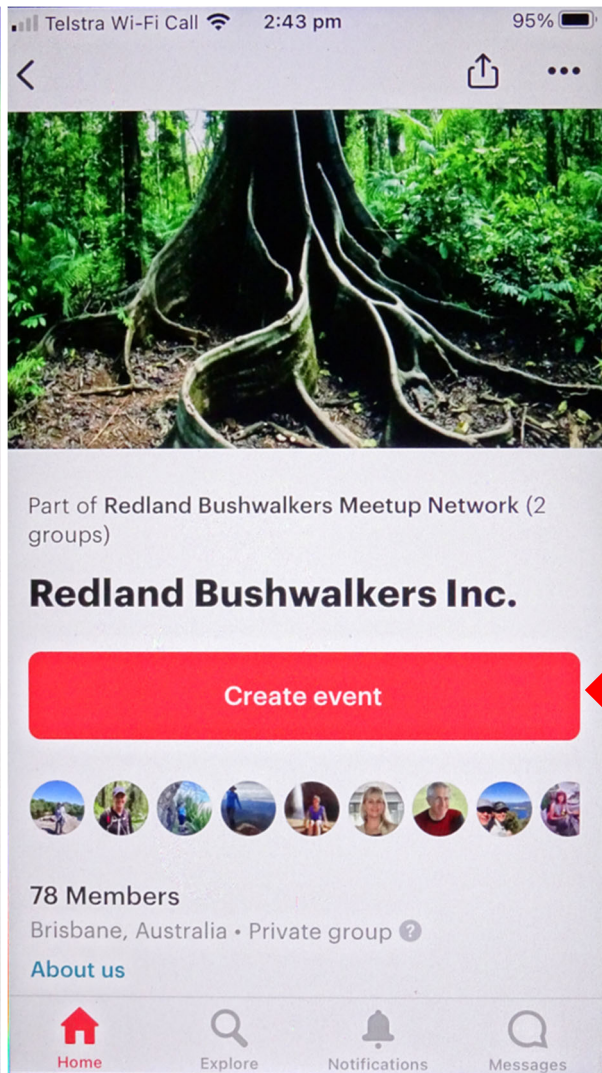 Telstra Wi-Fi Call 2:43 pm 95%
Part of Redland Bushwalkers Meetup Network (2
groups)
Redland Bushwalkers Inc.
Create event
78 Members
Brisbane, Australia • Private group ?
About us
Home Explore Notifications Messages